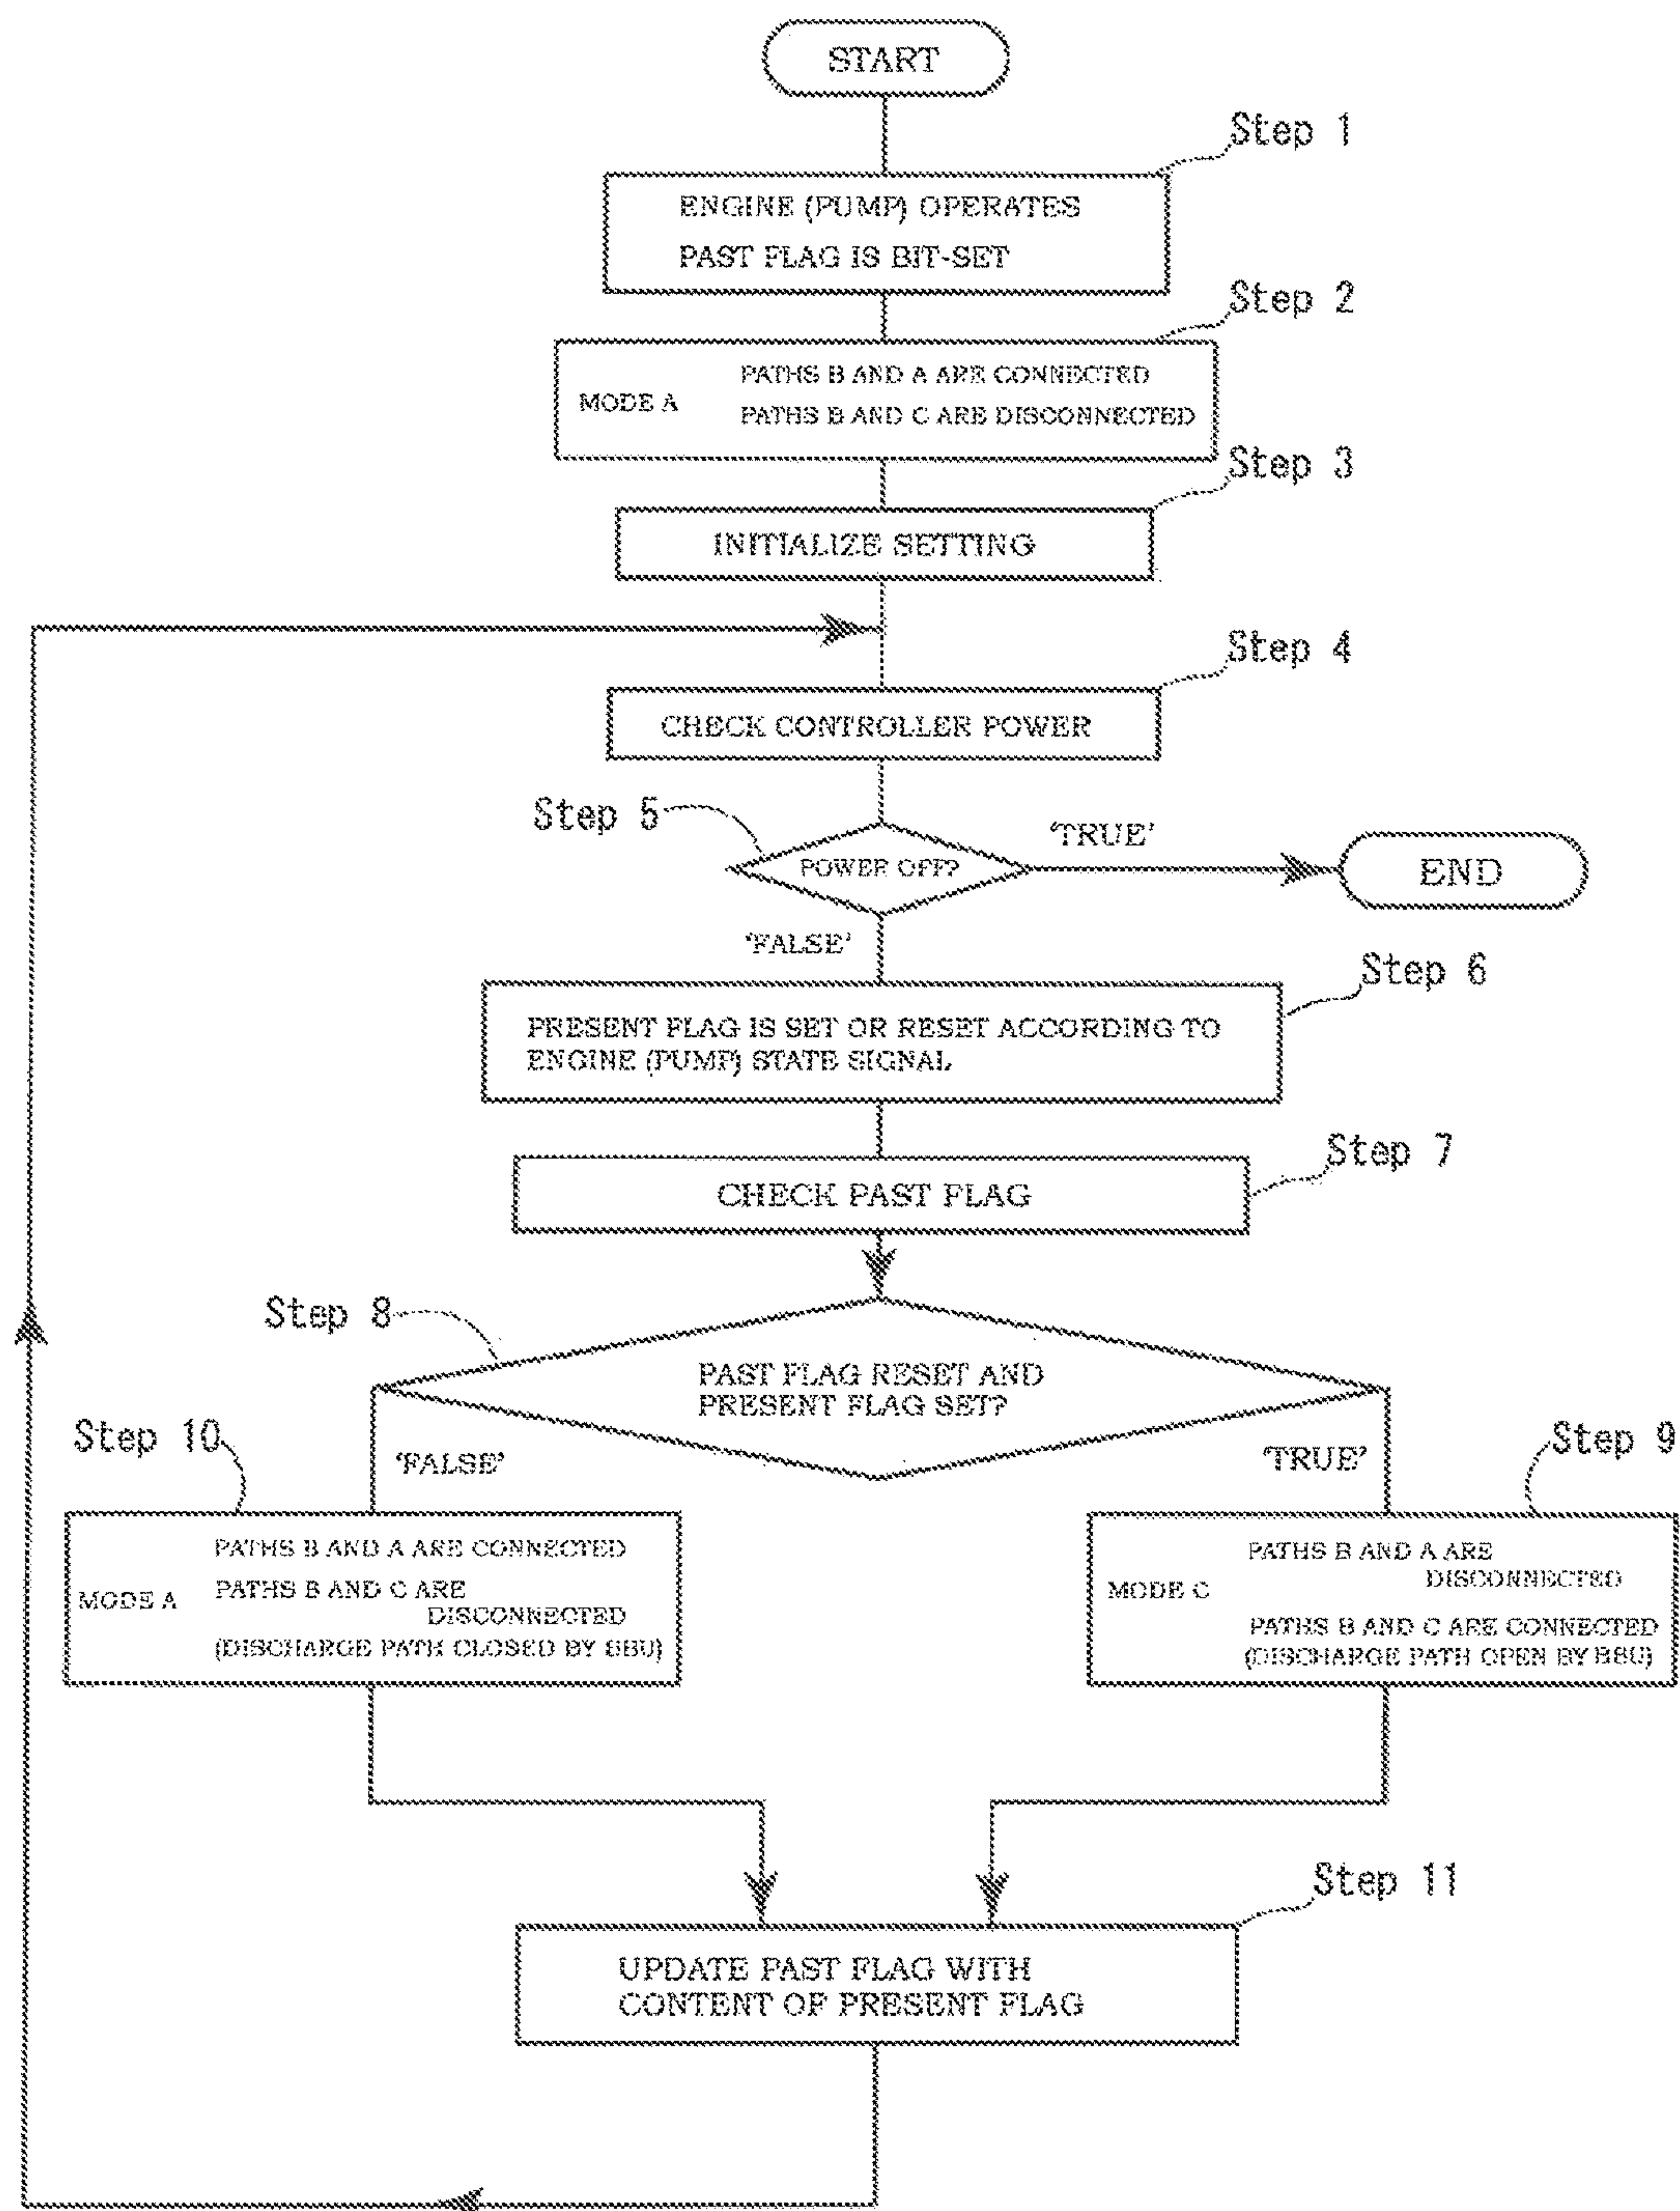 START
Step 1
ENGINE (PUMP) OPERATES
PAST FLAG IS BIT-SET
Step 2
MODE A
PATHS B AND A ARE CONNECTED
PATHS B AND C ARE DISCONNECTED
Step 3
INITIALIZE SETTING
Step 4
CHECK CONTROLLER POWER
Step 5
POWER OFF?
'TRUE'
END
'FALSE'
Step 6
PRESENT FLAG IS SET OR RESET ACCORDING TO
ENGINE (PUMP) STATE SIGNAL
Step 7
CHECK PAST FLAG
Step 8
PAST FLAG RESET AND
PRESENT FLAG SET?
Step 10
'FALSE'
'TRUE'
Step 9
MODE A
PATHS B AND A ARE CONNECTED
PATHS B AND C ARE
DISCONNECTED
(DISCHARGE PATH CLOSED BY BBU)
MODE C
PATHS B AND A ARE
DISCONNECTED
PATHS B AND C ARE CONNECTED
(DISCHARGE PATH OPEN BY BBU)
Step 11
UPDATE PAST FLAG WITH
CONTENT OF PRESENT FLAG